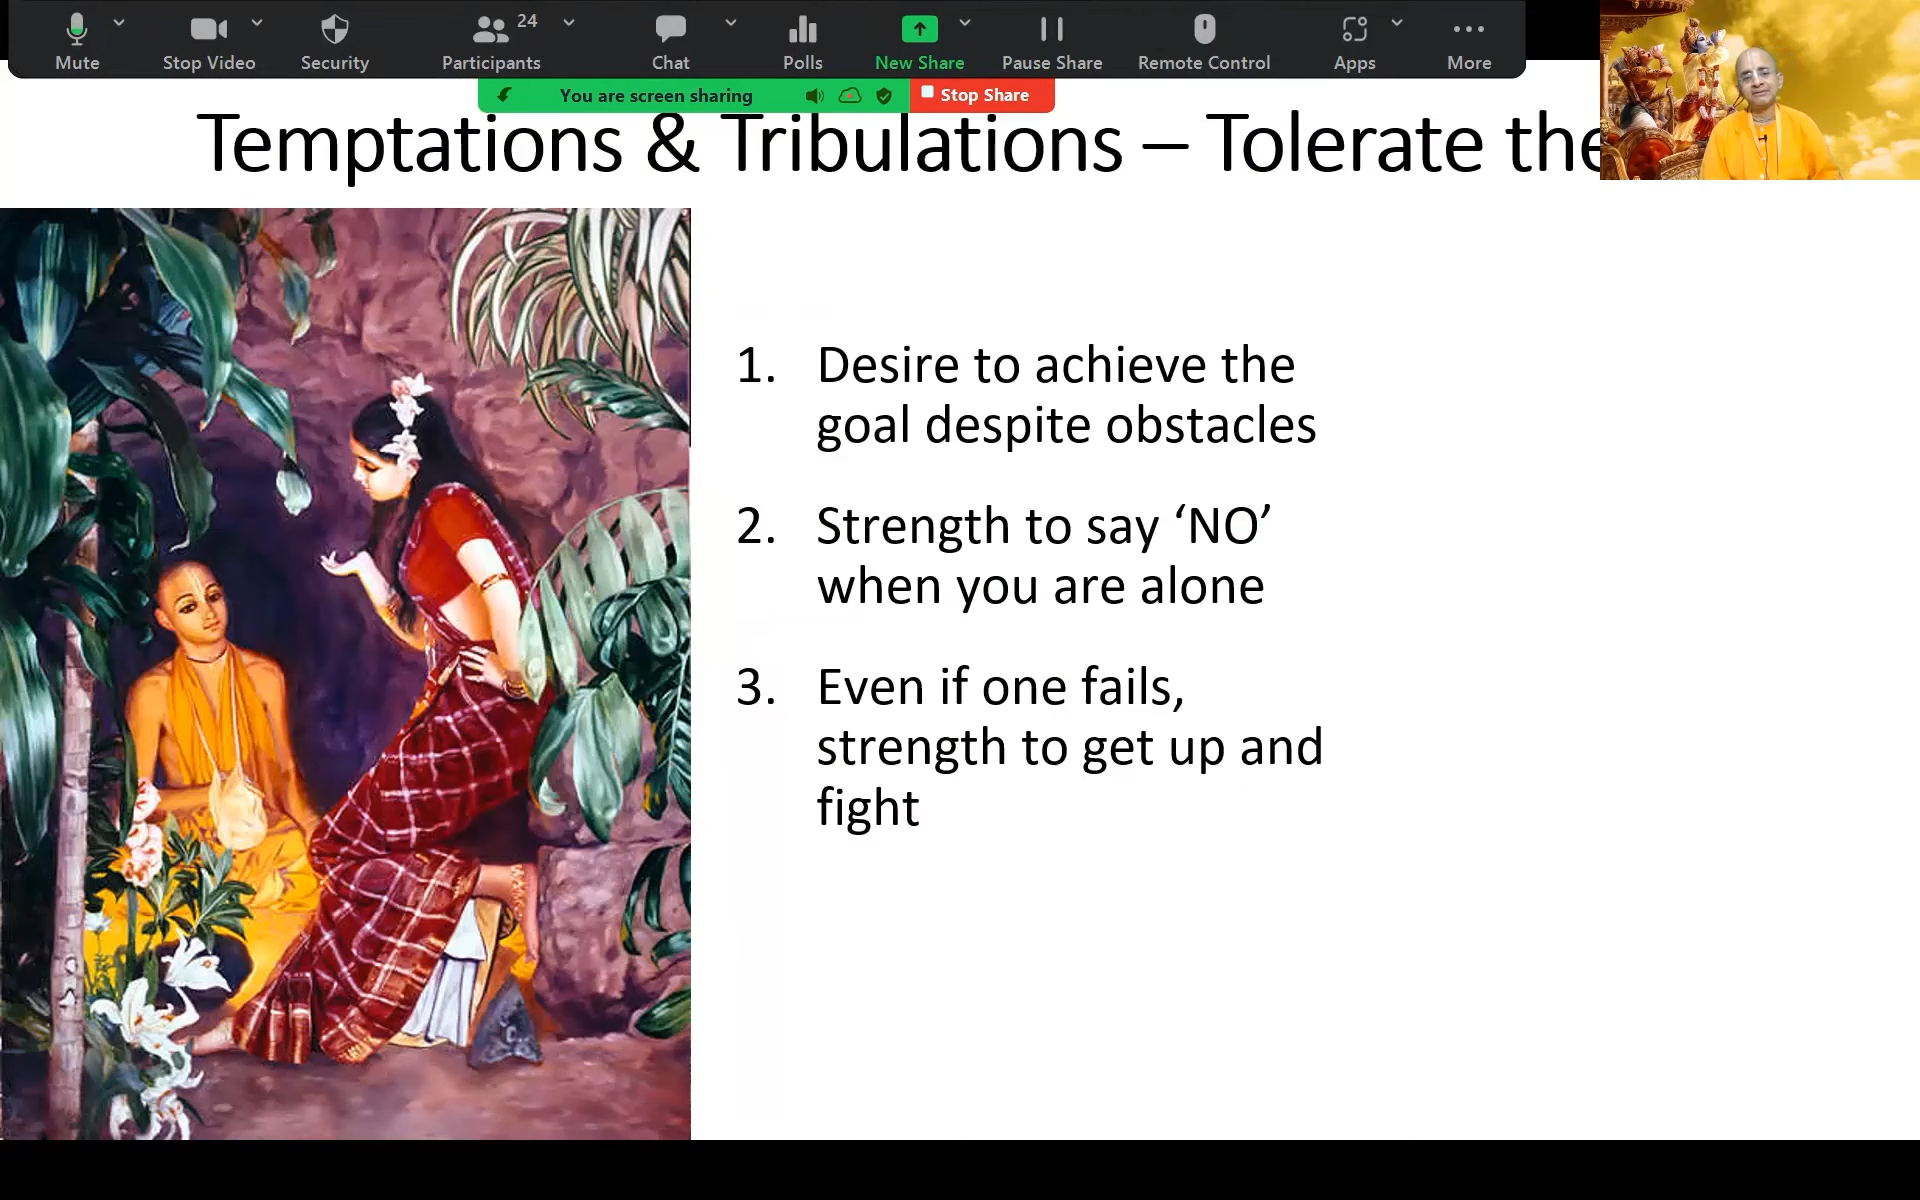 24
Mute
Stop Video
Security
Participants
Chat
Polls
New Share
Pause Share
Remote Control
Apps
More
You are screen sharing
Stop Share
Temptations & Tribulations – Tolerate the
1. Desire to achieve the
goal despite obstacles
2. Strength to say ‘NO’
when you are alone
3. Even if one fails,
strength to get up and
fight